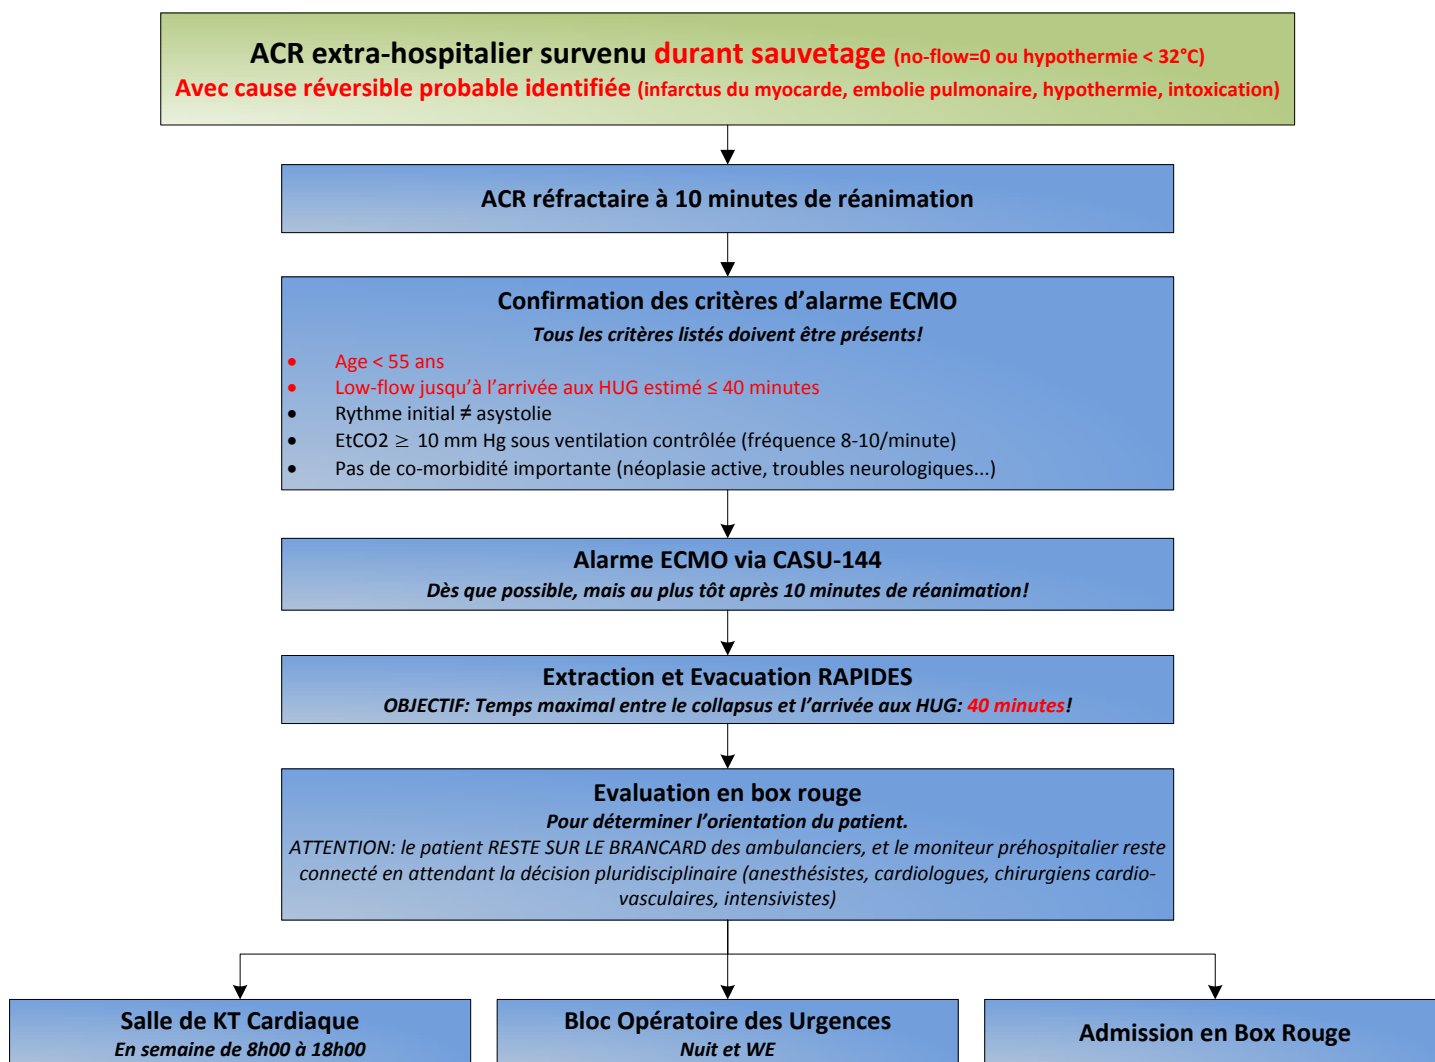 ACR extra-hospitalier survenu durant sauvetage (no-flow=0 ou hypothermie < 32°C)
Avec cause réversible probable identifiée (infarctus du myocarde, embolie pulmonaire, hypothermie, intoxication)
ACR réfractaire à 10 minutes de réanimation
Confirmation des critères d’alarme ECMO
Tous les critères listés doivent être présents!
• Age < 55 ans
• Low-flow jusqu’à l’arrivée aux HUG estimé ≤ 40 minutes
• Rythme initial ≠ asystolie
• EtCO2 ≥ 10 mm Hg sous ventilation contrôlée (fréquence 8-10/minute)
• Pas de co-morbidité importante (néoplasie active, troubles neurologiques...)
Alarme ECMO via CASU-144
Dès que possible, mais au plus tôt après 10 minutes de réanimation!
Extraction et Evacuation RAPIDES
OBJECTIF: Temps maximal entre le collapsus et l’arrivée aux HUG: 40 minutes!
Evaluation en box rouge
Pour déterminer l’orientation du patient.
ATTENTION: le patient RESTE SUR LE BRANCARD des ambulanciers, et le moniteur préhospitalier reste
connecté en attendant la décision pluridisciplinaire (anesthésistes, cardiologues, chirurgiens cardio-
vasculaires, intensivistes)
Salle de KT Cardiaque
En semaine de 8h00 à 18h00
Bloc Opératoire des Urgences
Nuit et WE
Admission en Box Rouge